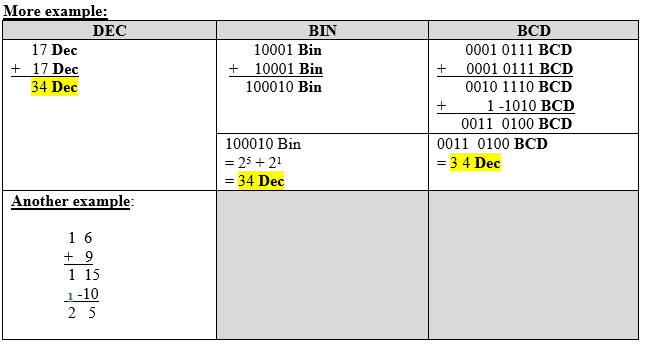 More example:
DEC
17 Dec
+ 17 Dec
34 Dec
BIN
10001 Bin
+ 10001 Bin
100010 Bin
BCD
0001 0111 BCD
+ 0001 0111 BCD
0010 1110 BCD
+ 1 -1010 BCD
0011 0100 BCD
100010 Bin
= 2⁵ + 2¹
= 34 Dec
0011 0100 BCD
= 3 4 Dec
Another example:
1 6
+ 9
1 15
1 -10
2 5